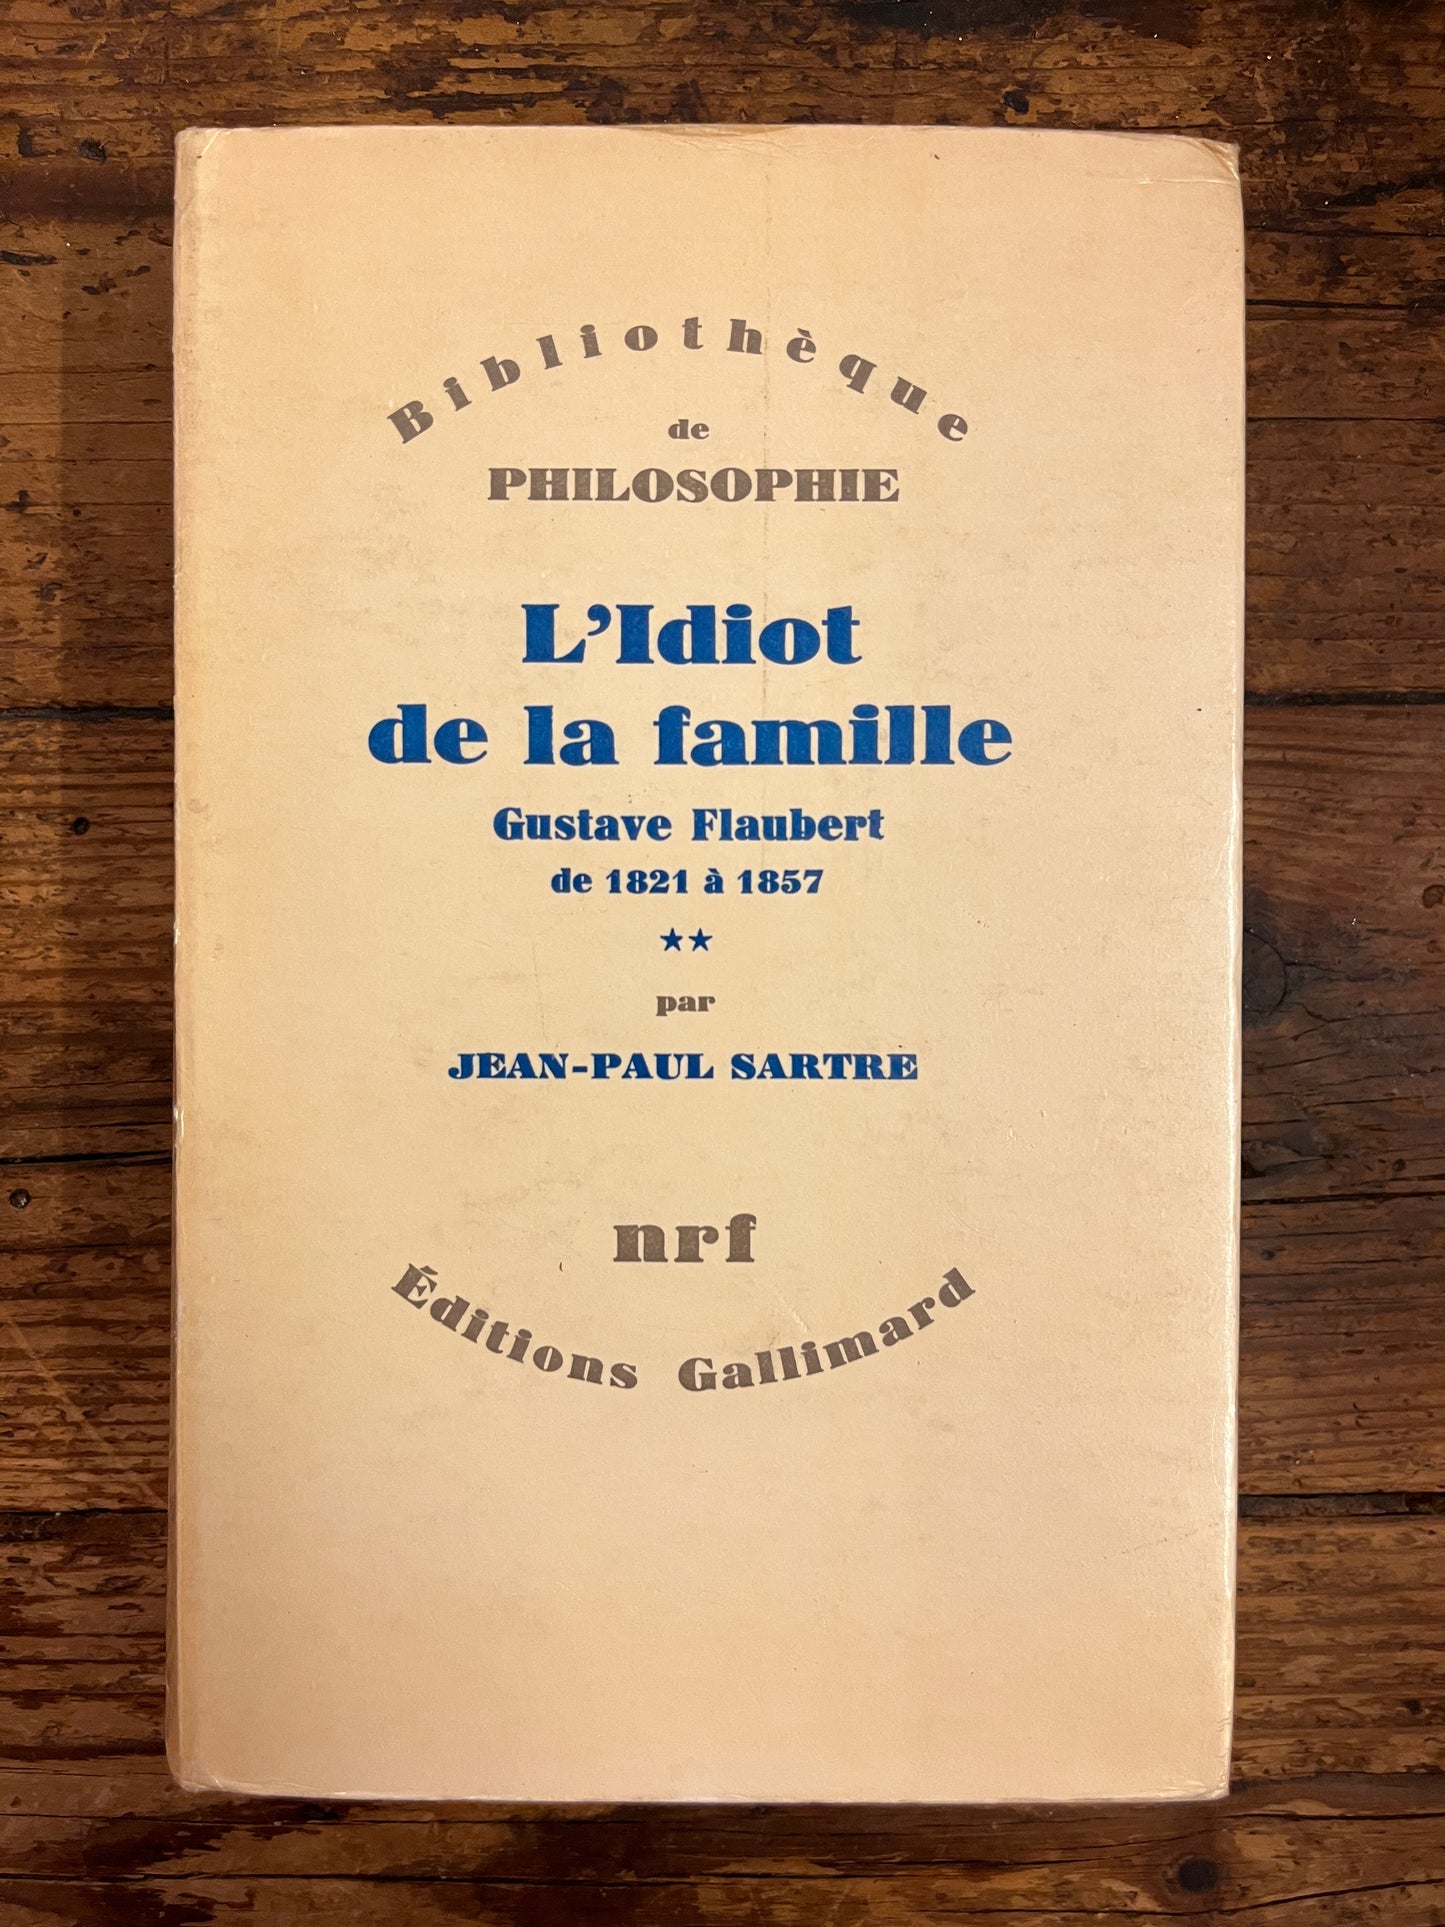 Bibliothèque
de
PHILOSOPHIE
L'Idiot
de la famille
Gustave Flaubert
de 1821 à 1857
★★
par
JEAN-PAUL SARTRE
nrf
Éditions Gallimard